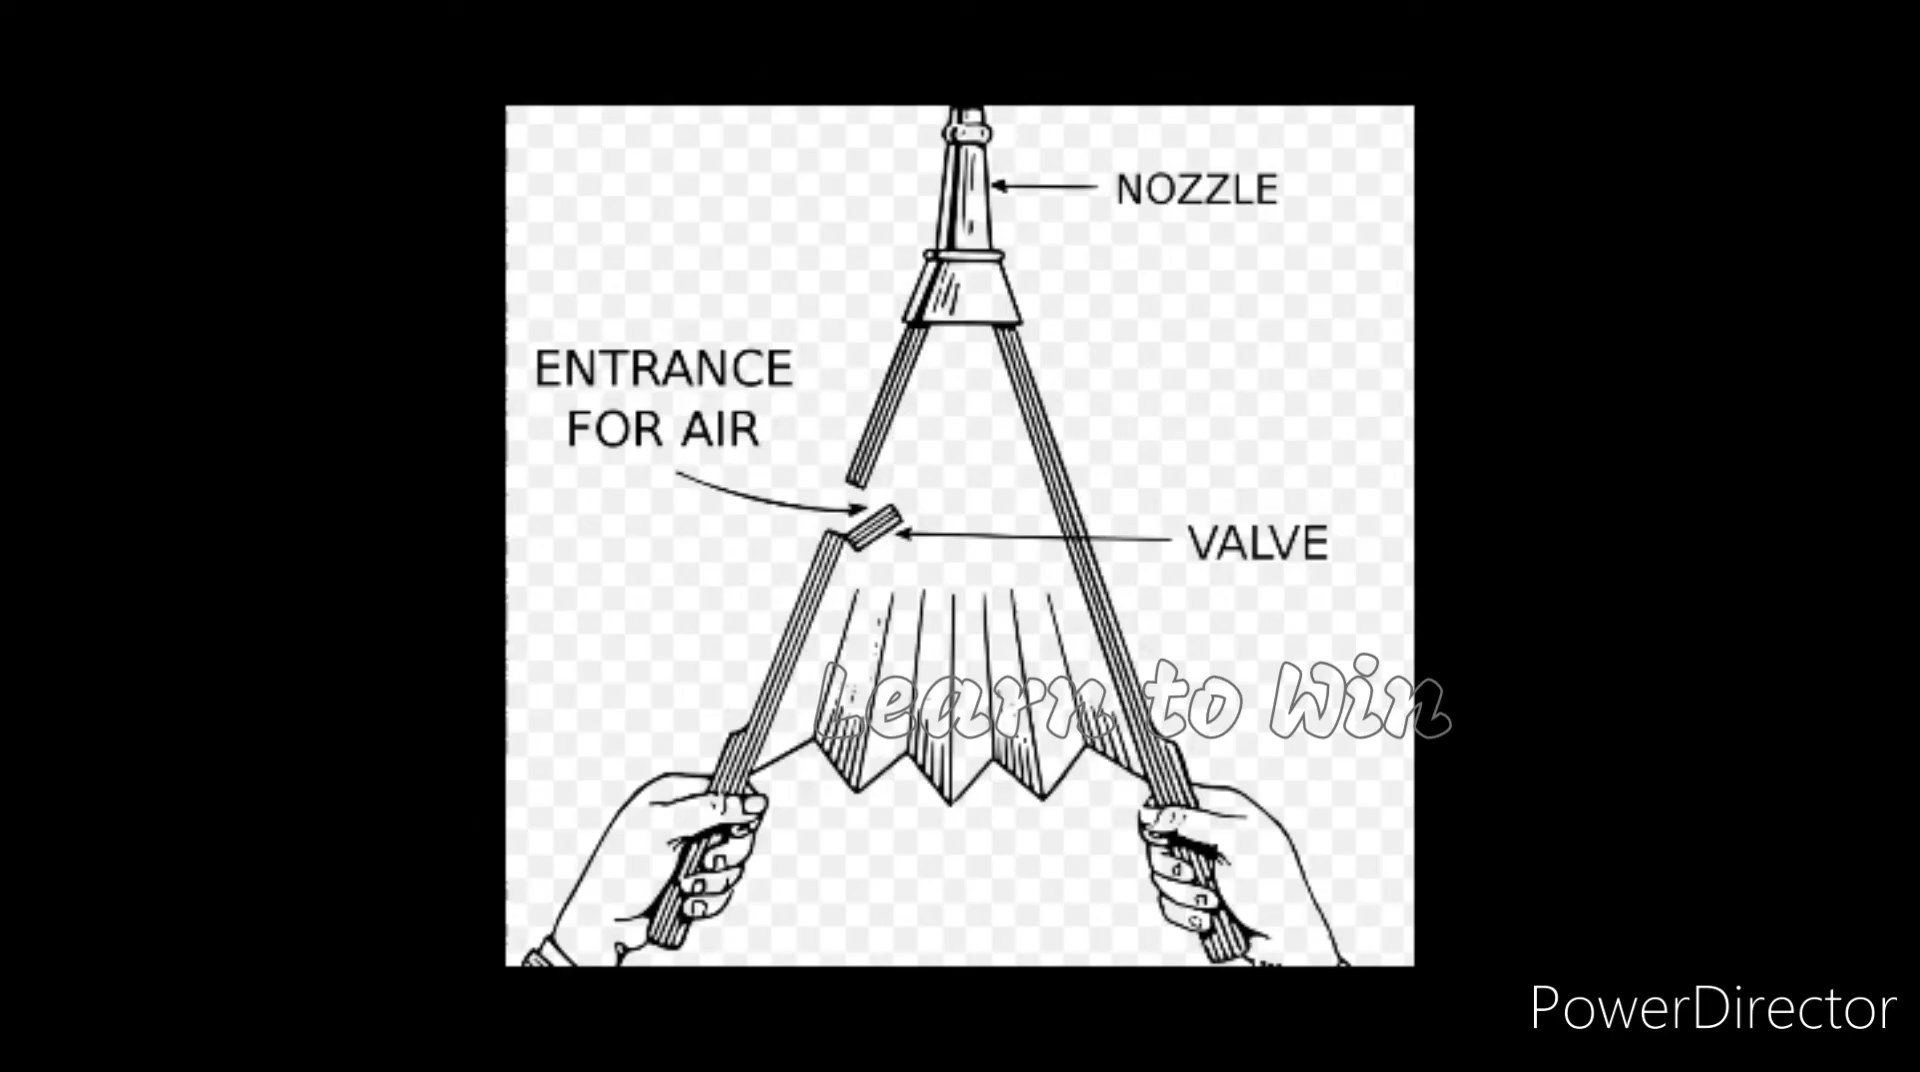 NOZZLE
ENTRANCE
FOR AIR
VALVE
Learn to Win
PowerDirector